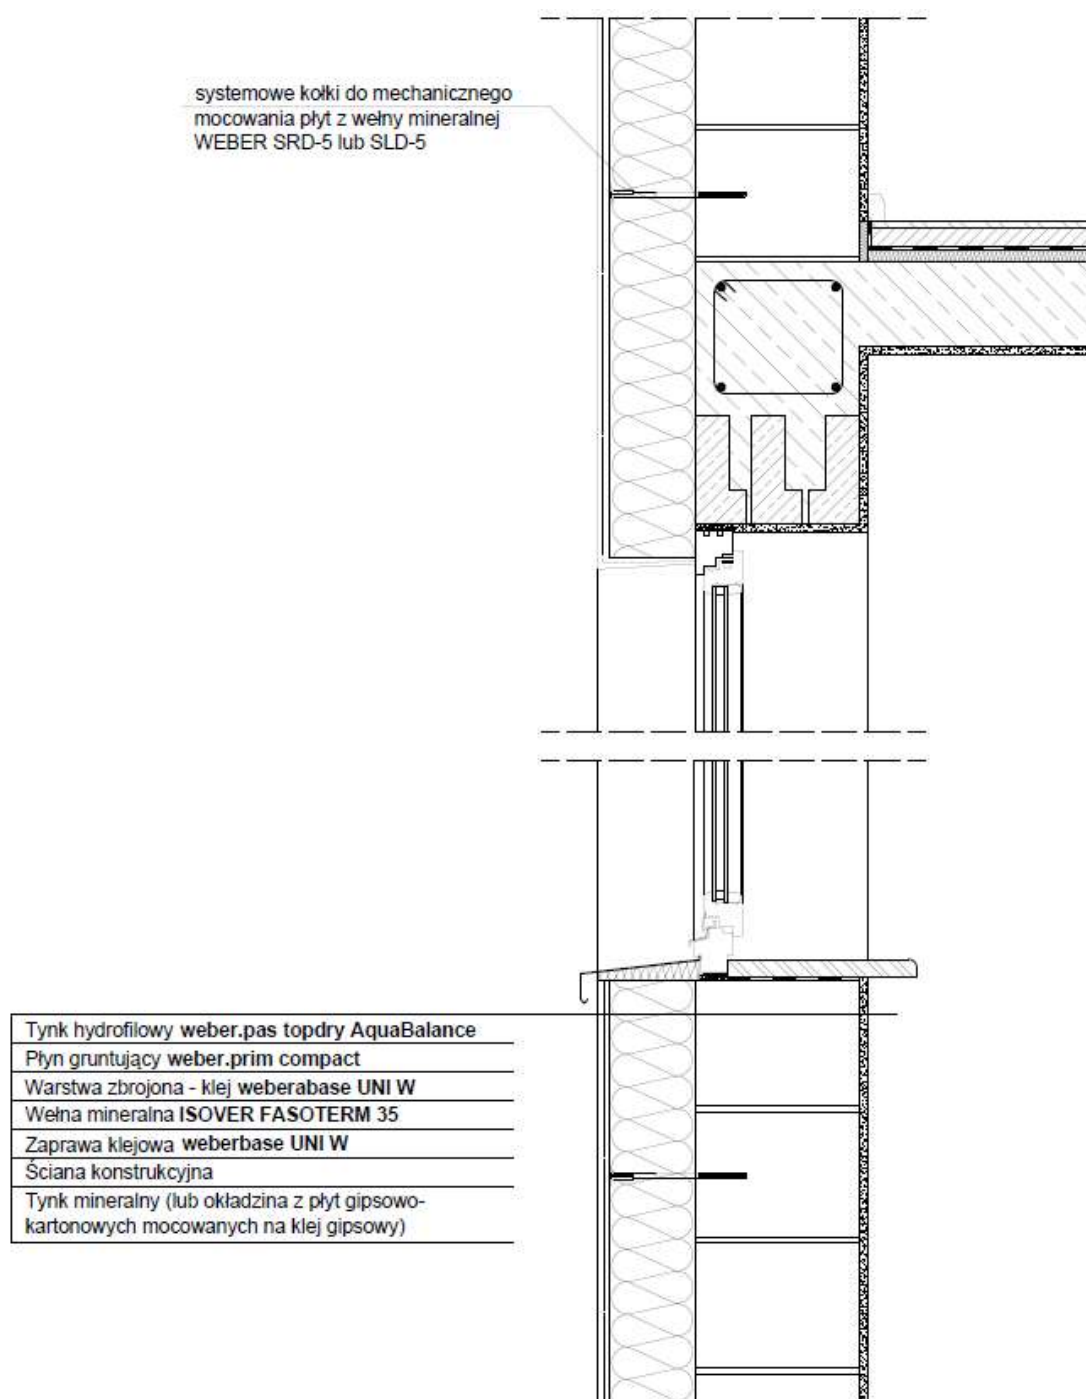 systemowe kołki do mechanicznego
mocowania płyt z wełny mineralnej
WEBER SRD-5 lub SLD-5
Tynk hydrofilowy weber.pas topdry AquaBalance
Płyn gruntujący weber.prim compact
Warstwa zbrojona - klej weberabase UNI W
Wełna mineralna ISOVER FASOTERM 35
Zaprawa klejowa weberbase UNI W
Ściana konstrukcyjna
Tynk mineralny (lub okładzina z płyt gipsowo-
kartonowych mocowanych na klej gipsowy)